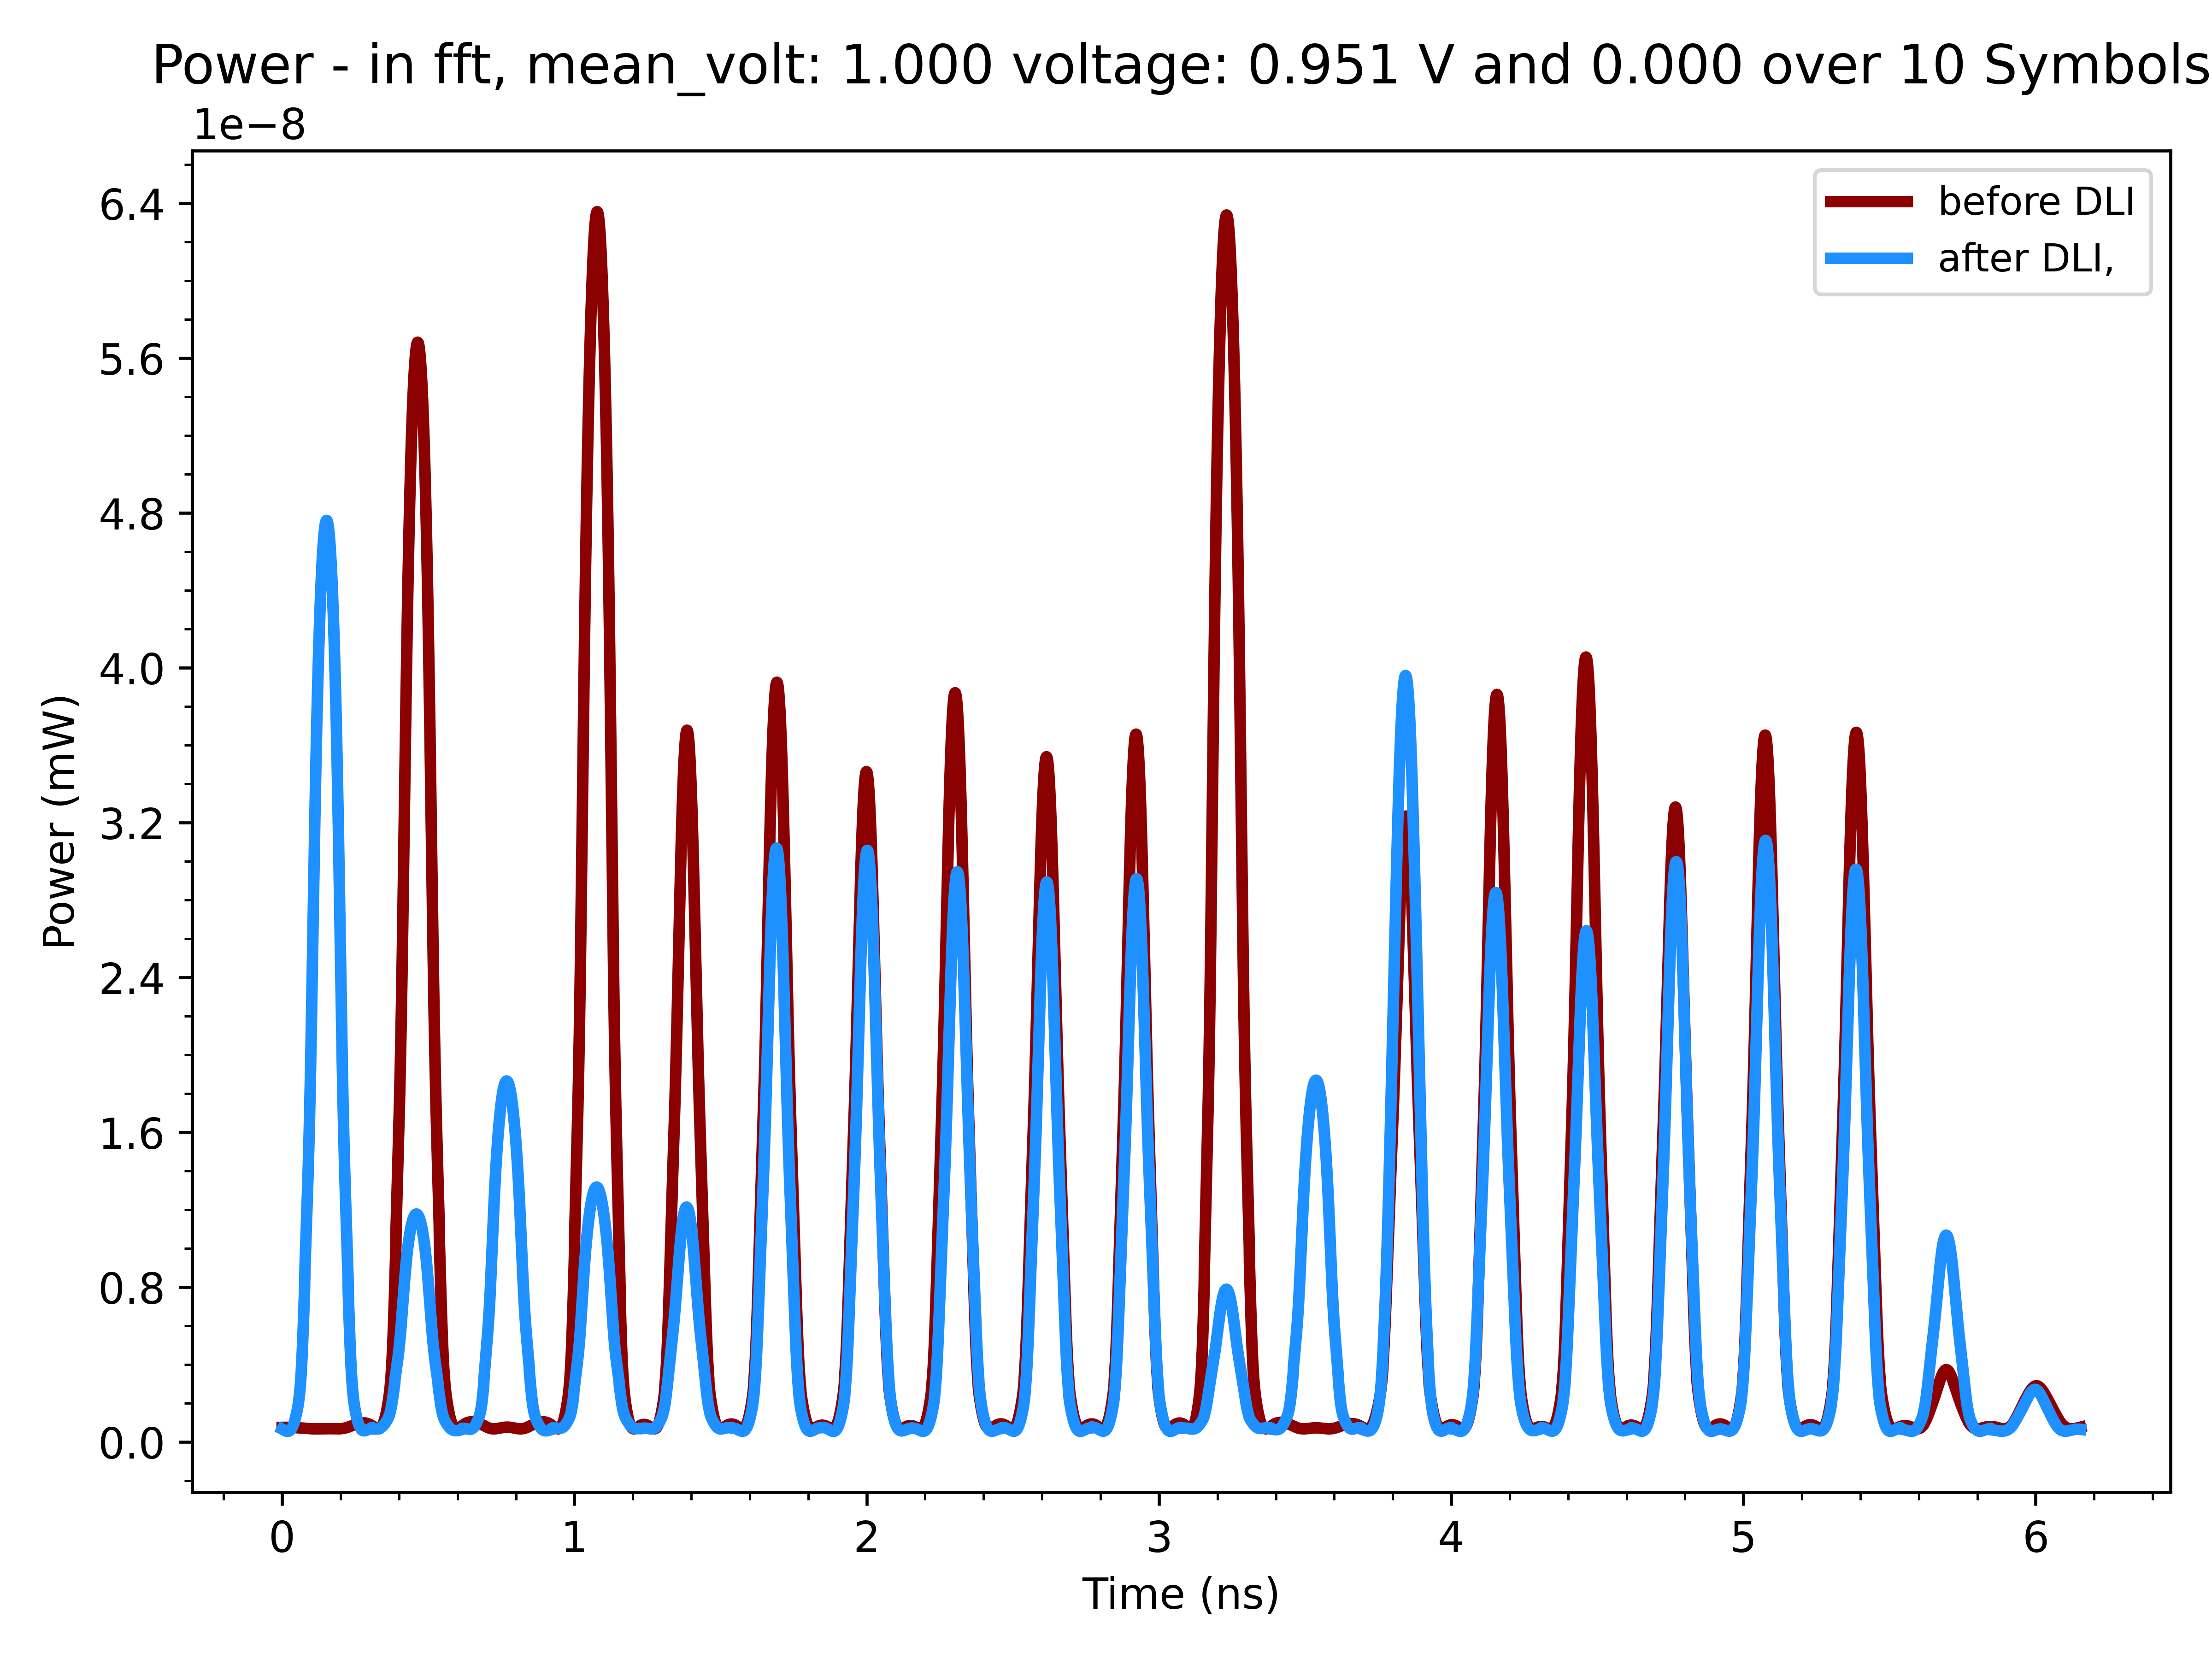 Power - in fft, mean_volt: 1.000 voltage: 0.951 V and 0.000 over 10 Symbols
1e−8
before DLI
after DLI,
6.4
5.6
4.8
4.0
3.2
2.4
1.6
0.8
0.0
Power (mW)
0 1 2 3 4 5 6
Time (ns)